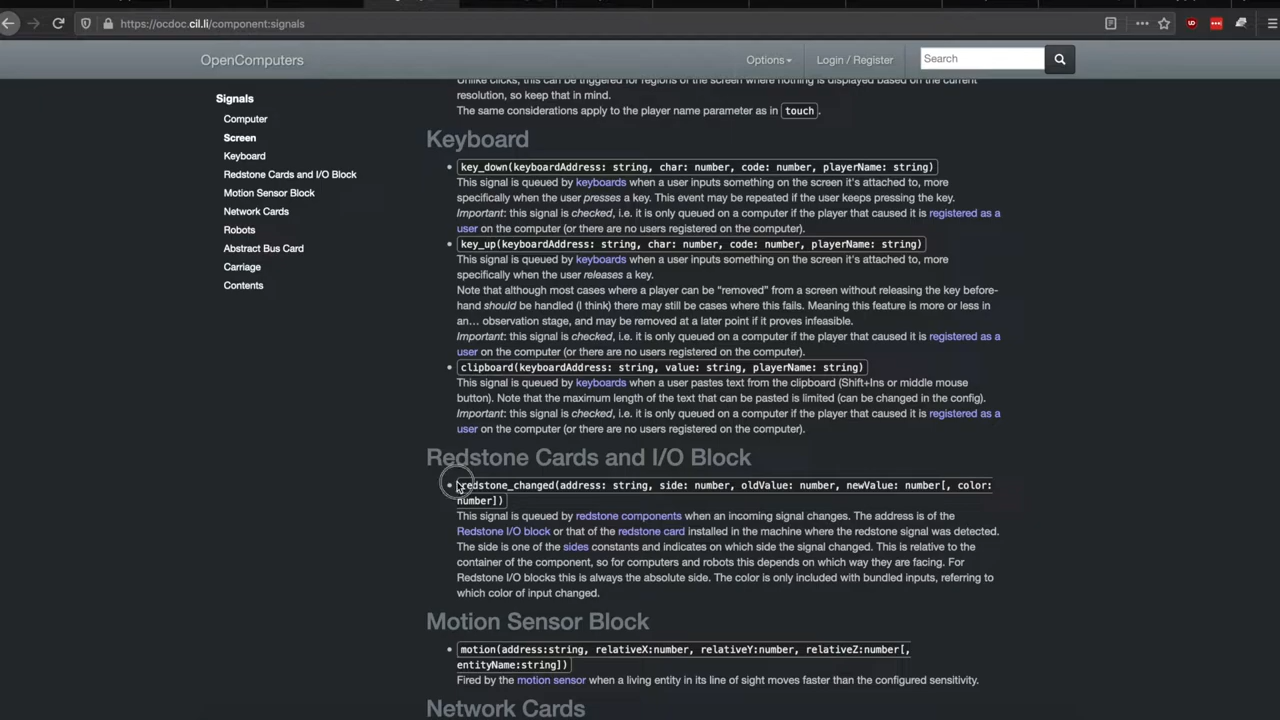 https://ocdoc.cil.li/component:signals
OpenComputers
Options
Login / Register
Search
Signals
Computer
Screen
Keyboard
Redstone Cards and I/O Block
Motion Sensor Block
Network Cards
Robots
Abstract Bus Card
Carriage
Contents
Unlike clicks, this can be triggered for regions of the screen where nothing is displayed based on the current
resolution, so keep that in mind.
The same considerations apply to the player name parameter as in touch.
Keyboard
key_down(keyboardAddress: string, char: number, code: number, playerName: string)
This signal is queued by keyboards when a user inputs something on the screen it's attached to, more
specifically when the user presses a key. This event may be repeated if the user keeps pressing the key.
Important: this signal is checked, i.e. it is only queued on a computer if the player that caused it is registered as a
user on the computer (or there are no users registered on the computer).
key_up(keyboardAddress: string, char: number, code: number, playerName: string)
This signal is queued by keyboards when a user inputs something on the screen it's attached to, more
specifically when the user releases a key.
Note that although most cases where a player can be “removed” from a screen without releasing the key before-
hand should be handled (I think) there may still be cases where this fails. Meaning this feature is more or less in
an… observation stage, and may be removed at a later point if it proves infeasible.
Important: this signal is checked, i.e. it is only queued on a computer if the player that caused it is registered as a
user on the computer (or there are no users registered on the computer).
clipboard(keyboardAddress: string, value: string, playerName: string)
This signal is queued by keyboards when a user pastes text from the clipboard (Shift+Ins or middle mouse
button). Note that the maximum length of the text that can be pasted is limited (can be changed in the config).
Important: this signal is checked, i.e. it is only queued on a computer if the player that caused it is registered as a
user on the computer (or there are no users registered on the computer).
Redstone Cards and I/O Block
redstone_changed(address: string, side: number, oldValue: number, newValue: number[, color:
number])
This signal is queued by redstone components when an incoming signal changes. The address is of the
Redstone I/O block or that of the redstone card installed in the machine where the redstone signal was detected.
The side is one of the sides constants and indicates on which side the signal changed. This is relative to the
container of the component, so for computers and robots this depends on which way they are facing. For
Redstone I/O blocks this is always the absolute side. The color is only included with bundled inputs, referring to
which color of input changed.
Motion Sensor Block
motion(address:string, relativeX:number, relativeY:number, relativeZ:number[,
entityName:string])
Fired by the motion sensor when a living entity in its line of sight moves faster than the configured sensitivity.
Network Cards